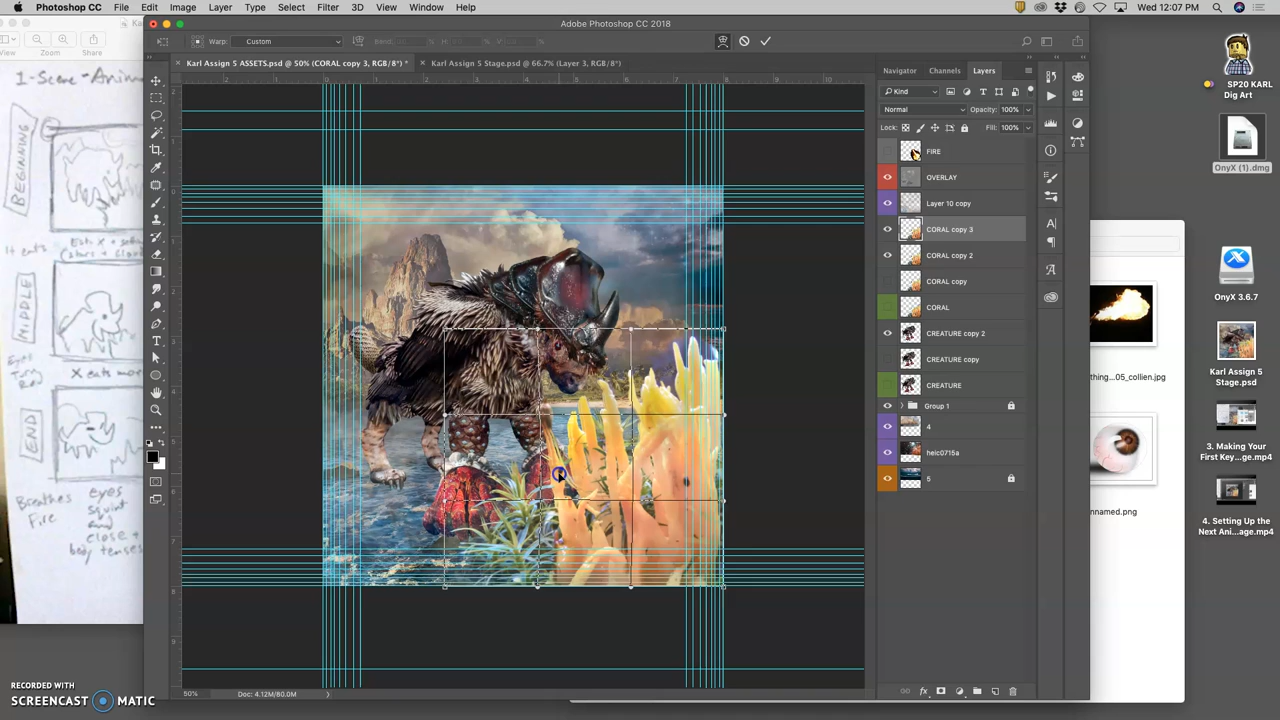 Photoshop CC File Edit Image Layer Type Select Filter 3D View Window Help
Wed 12:07 PM
Adobe Photoshop CC 2018
Warp: Custom
Bend:
Karl Assign 5 ASSETS.psd @ 50% (CORAL copy 3, RGB/8*) *
Karl Assign 5 Stage.psd @ 66.7% (Layer 3, RGB/8*)
Zoom
Share
1-Scene-Anima
BEGINNING
MIDDLE
END
X eats mor
Breathes
Fire
eyes
squint
and
close +
body tenses
Navigator Channels Layers
Kind
Normal
Opacity: 100%
Lock:
Fill: 100%
FIRE
OVERLAY
Layer 10 copy
CORAL copy 3
CORAL copy 2
CORAL copy
CORAL
CREATURE copy 2
CREATURE copy
CREATURE
Group 1
4
heic0715a
5
50%
Doc: 4.12M/80.0M
SP20 KARL
Dig Art
OnyX (1).dmg
OnyX 3.6.7
Karl Assign 5
Stage.psd
3. Making Your
First Key...ge.mp4
4. Setting Up the
Next Ani...ge.mp4
thing...05_collien.jpg
nnamed.png
RECORDED WITH
SCREENCAST MATIC